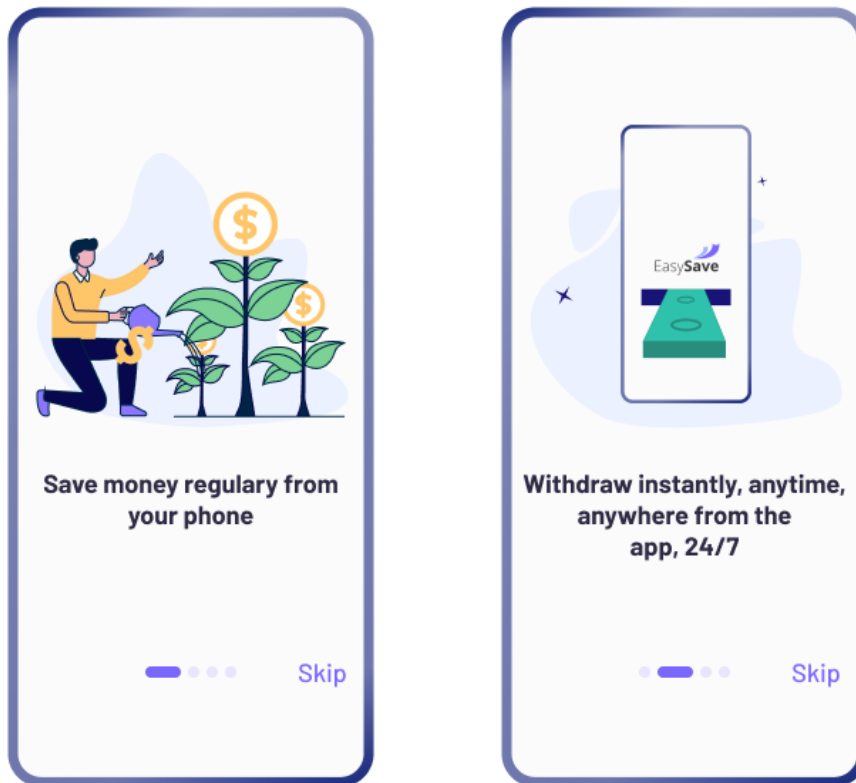 $
$
$
$
Save money regulary from
your phone
Skip
EasySave
Withdraw instantly, anytime,
anywhere from the
app, 24/7
Skip